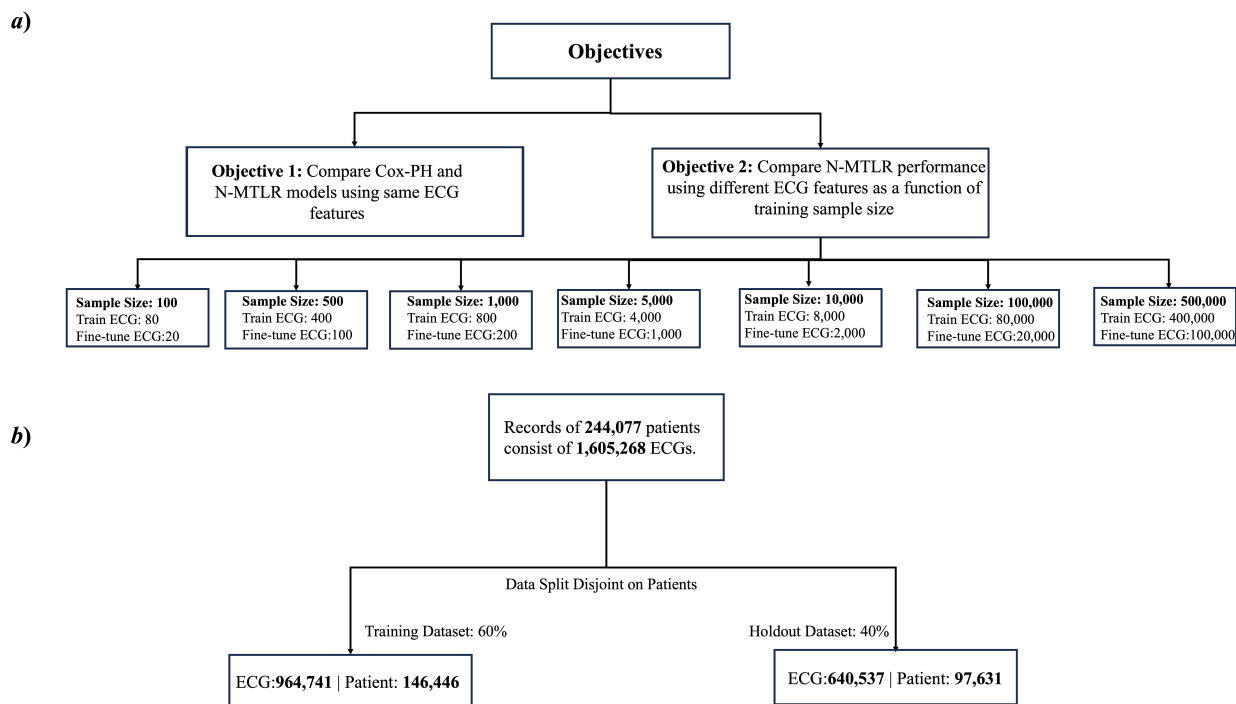 a)
Objectives
Objective 1: Compare Cox-PH and
N-MTLR models using same ECG
features
Objective 2: Compare N-MTLR performance
using different ECG features as a function of
training sample size
Sample Size: 100
Train ECG: 80
Fine-tune ECG:20
Sample Size: 500
Train ECG: 400
Fine-tune ECG:100
Sample Size: 1,000
Train ECG: 800
Fine-tune ECG:200
Sample Size: 5,000
Train ECG: 4,000
Fine-tune ECG:1,000
Sample Size: 10,000
Train ECG: 8,000
Fine-tune ECG:2,000
Sample Size: 100,000
Train ECG: 80,000
Fine-tune ECG:20,000
Sample Size: 500,000
Train ECG: 400,000
Fine-tune ECG:100,000
b)
Records of 244,077 patients
consist of 1,605,268 ECGs.
Data Split Disjoint on Patients
Training Dataset: 60%
Holdout Dataset: 40%
ECG:964,741 | Patient: 146,446
ECG:640,537 | Patient: 97,631